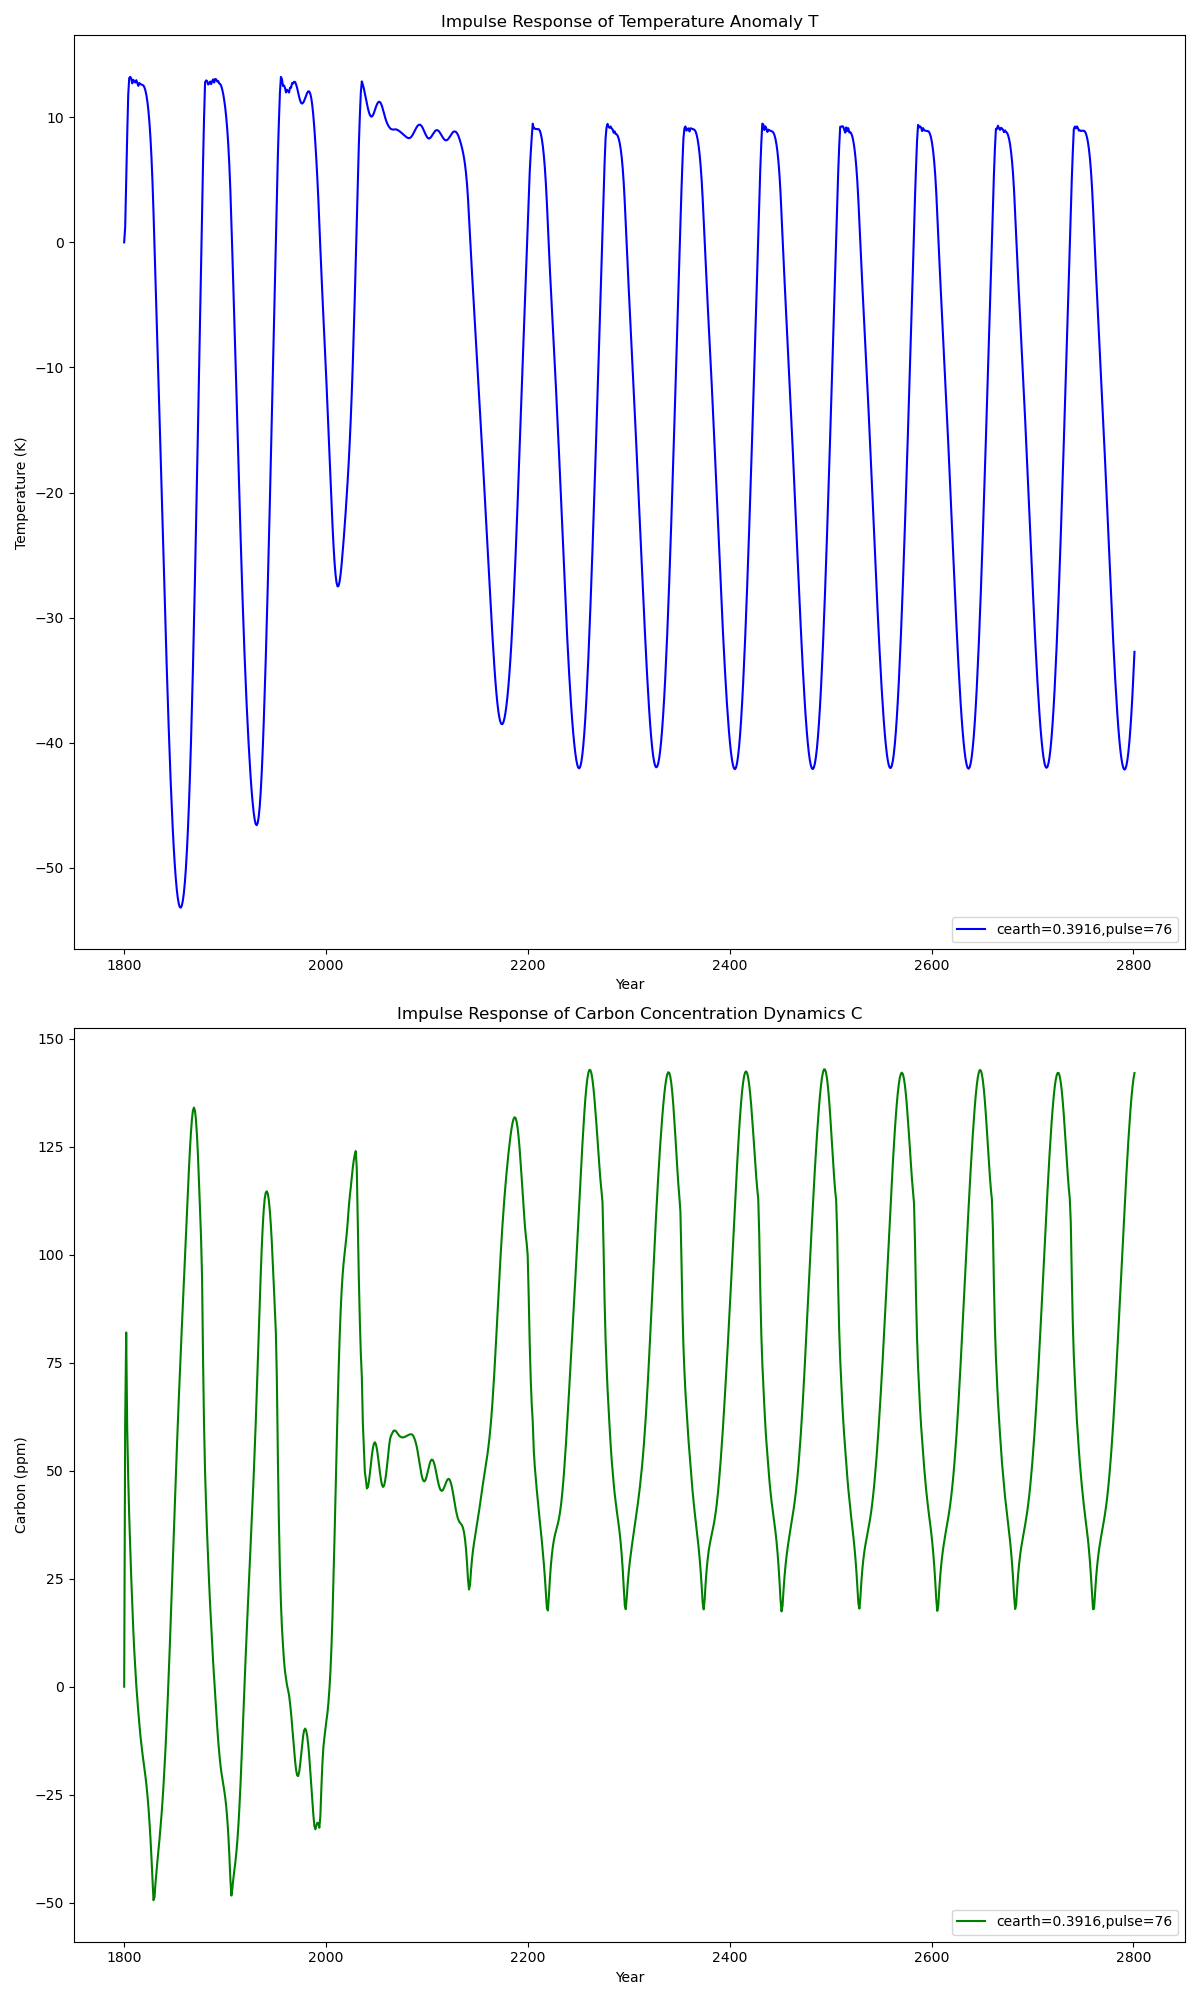 Impulse Response of Temperature Anomaly T
10
0
−10
−20
−30
−40
−50
Temperature (K)
cearth=0.3916,pulse=76
1800 2000 2200 2400 2600 2800
Year
Impulse Response of Carbon Concentration Dynamics C
150
125
100
75
50
25
0
−25
−50
Carbon (ppm)
cearth=0.3916,pulse=76
1800 2000 2200 2400 2600 2800
Year